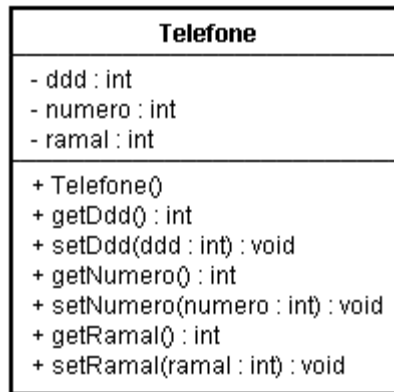 Telefone
- ddd : int
- numero : int
- ramal : int
+ Telefone()
+ getDdd() : int
+ setDdd(ddd : int) : void
+ getNumero() : int
+ setNumero(numero : int) : void
+ getRamal() : int
+ setRamal(ramal : int) : void